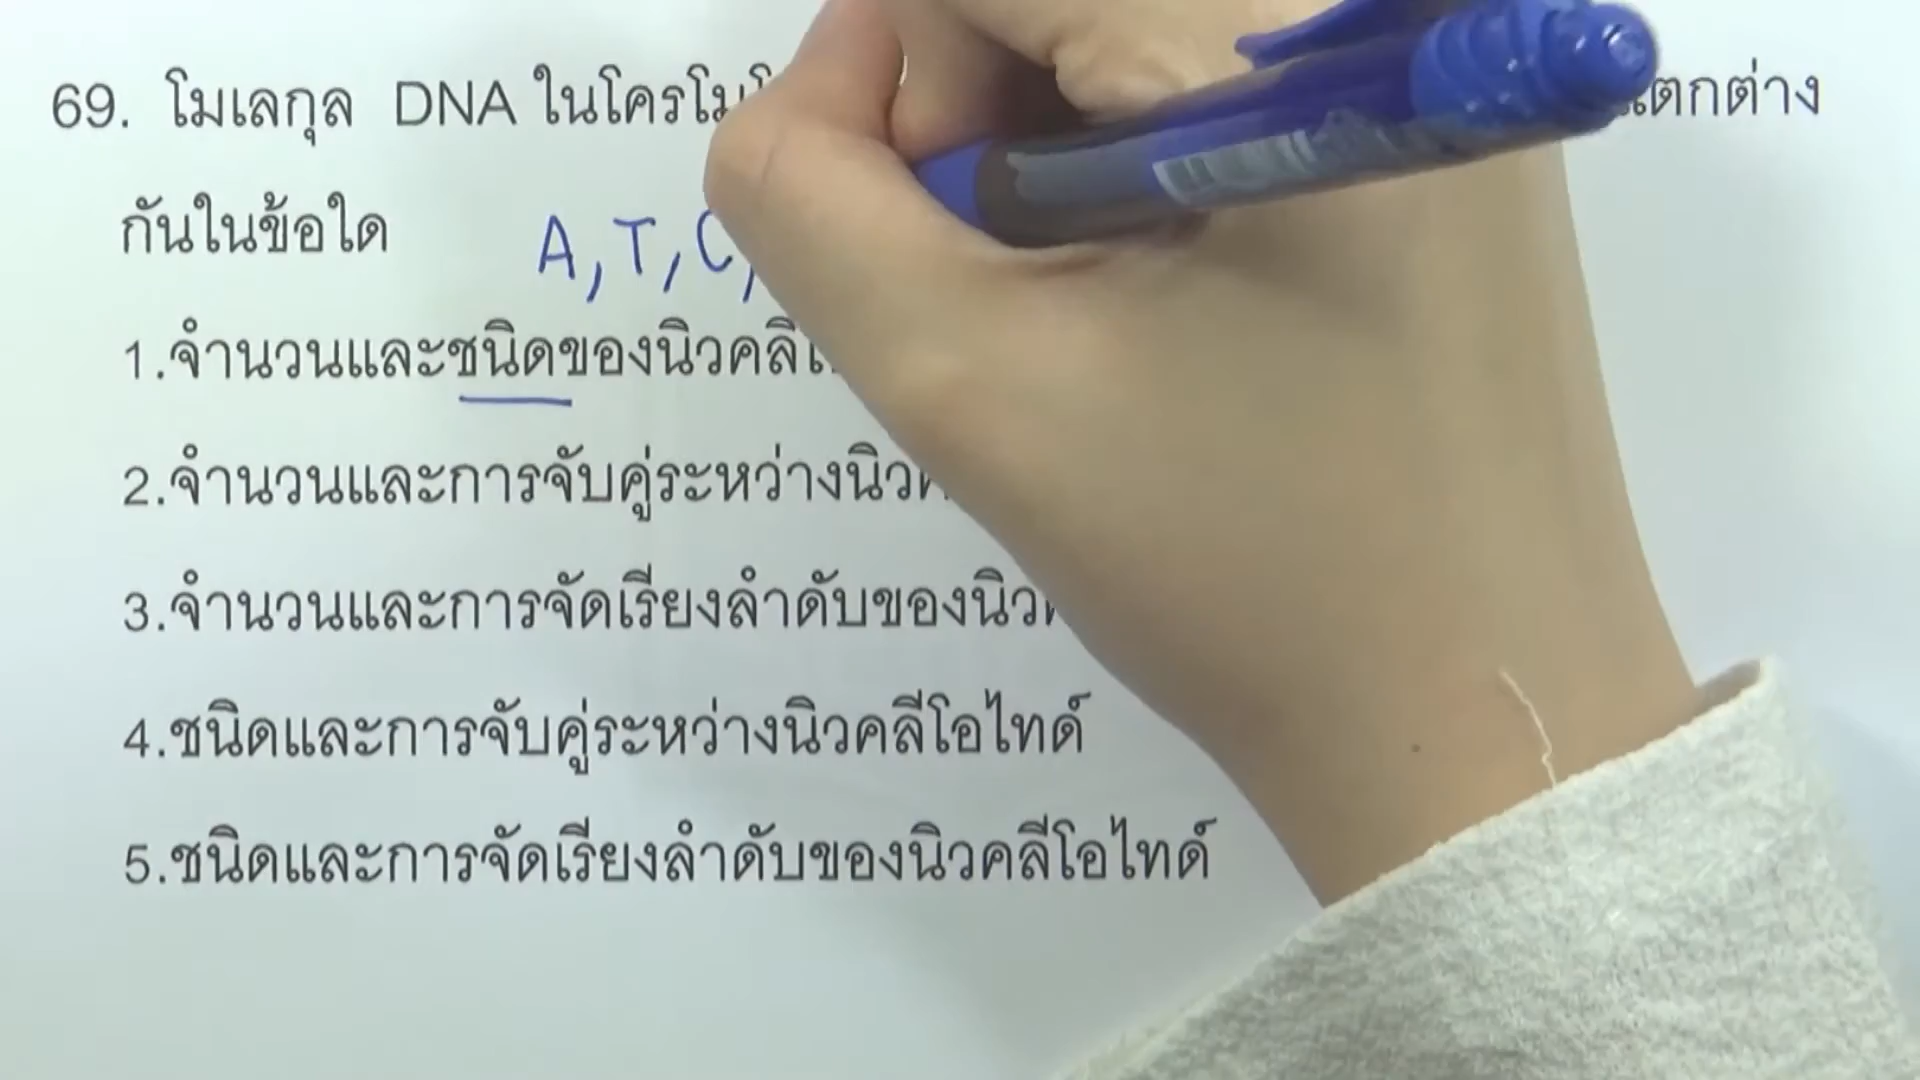 69. โมเลกุล DNA ในโครโม แตกต่าง
กันในข้อใด
A, T, C,
1.จำนวนและชนิดของนิวคลี
2.จำนวนและการจับคู่ระหว่าง
3.จำนวนและการจัดเรียงลำดับของ
4.ชนิดและการจับคู่ระหว่างนิวคลีโอไทด์
5.ชนิดและการจัดเรียงลำดับของนิวคลีโอไทด์